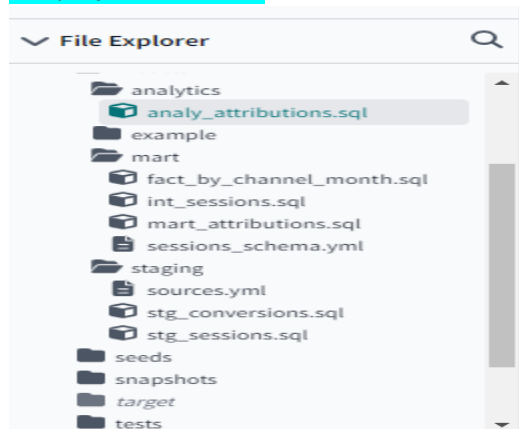 File Explorer
analytics
analy_attributions.sql
example
mart
fact_by_channel_month.sql
int_sessions.sql
mart_attributions.sql
sessions_schema.yml
staging
sources.yml
stg_conversions.sql
stg_sessions.sql
seeds
snapshots
target
tests